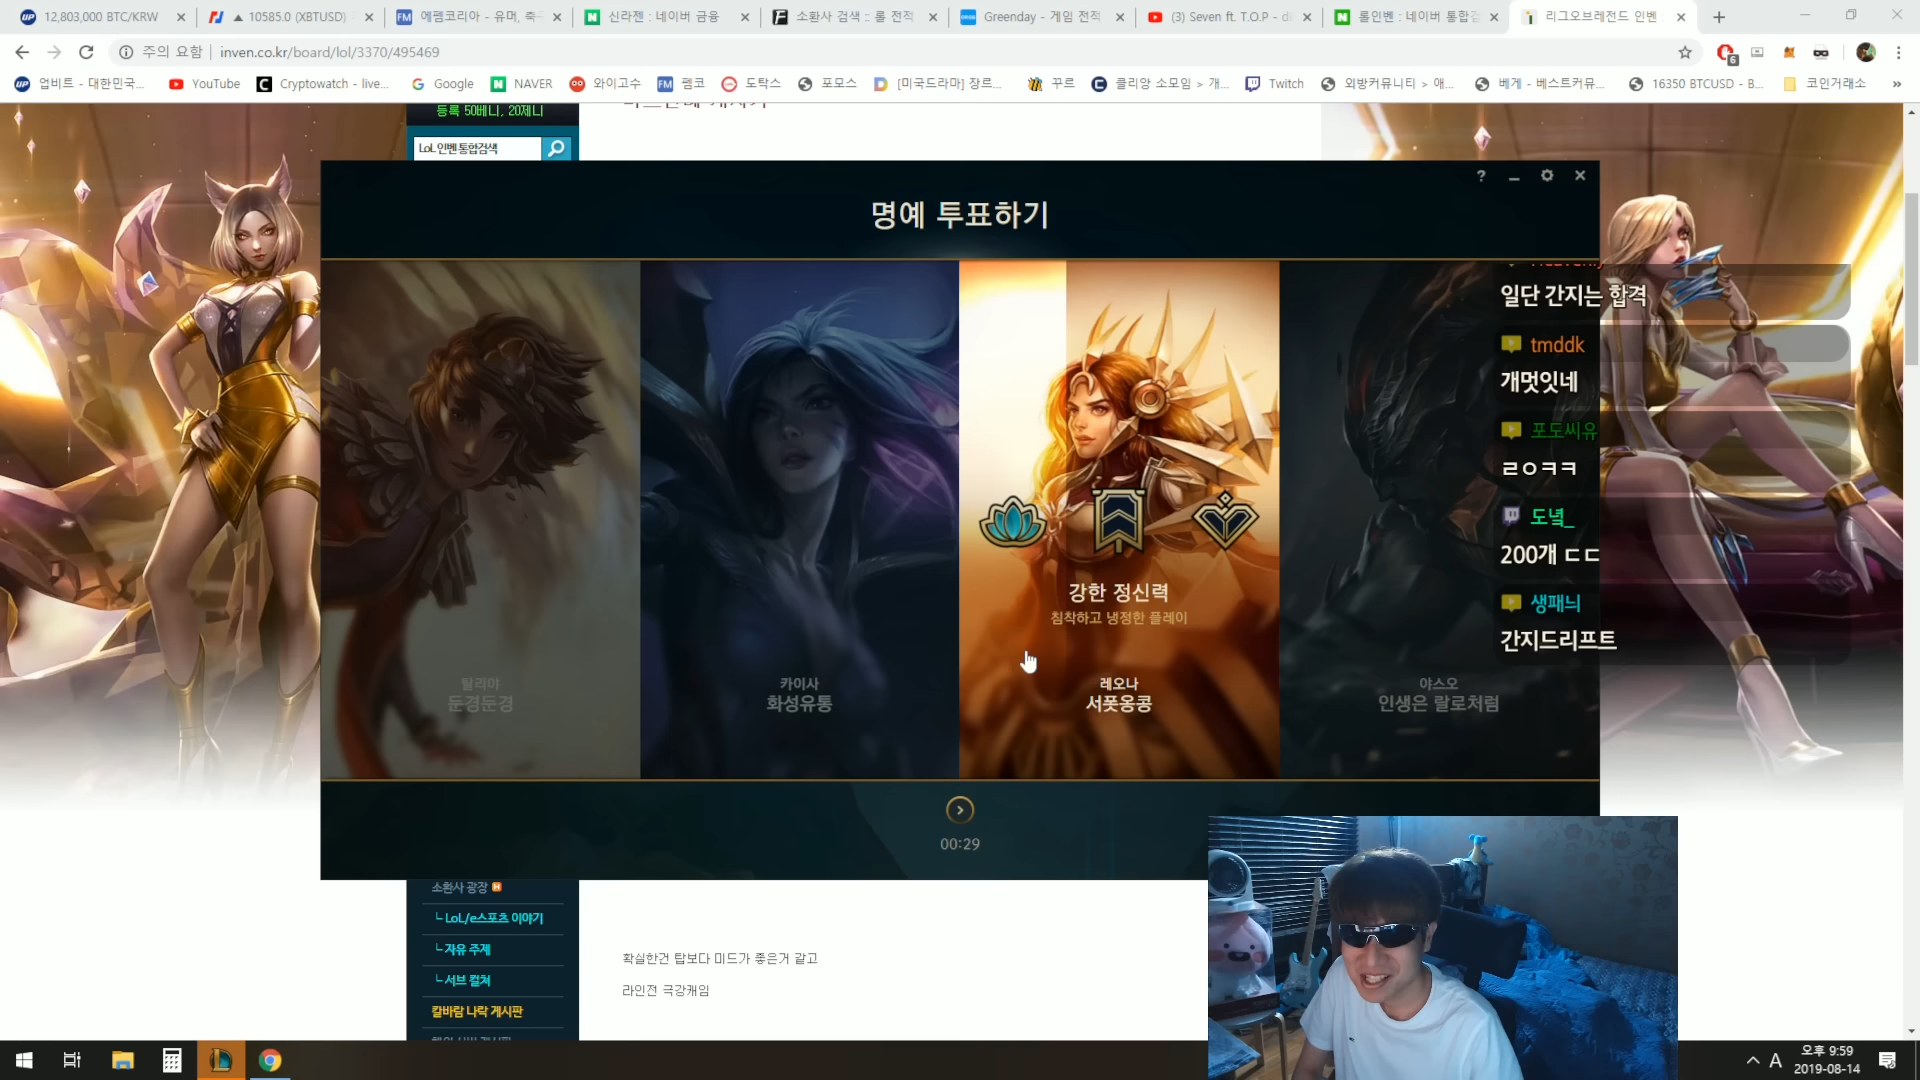 12,803,000 BTC/KRW
▲ 10585.0 (XBTUSD)
에펨코리아 - 유머, 축구
신라젠 : 네이버 금융
소환사 검색 :: 롤 전적
Greenday - 게임 전적
(3) Seven ft. T.O.P - di
롤인벤 : 네이버 통합검
리그오브레전드 인벤
주의 요함 | inven.co.kr/board/lol/3370/495469
6
업비트 - 대한민국...
YouTube
Cryptowatch - live...
Google
NAVER
와이고수
펨코
도탁스
포모스
[미국드라마] 장르...
꾸르
클리앙 소모임 > 개...
Twitch
외방커뮤니티 > 애...
베게 - 베스트커뮤...
16350 BTCUSD - B...
코인거래소
»
등록 50베니, 20제니
LoL 인벤 통합검색
명예 투표하기
일단 간지는 합격
tmddk
개멋잇네
포도씨유
ㄹㅇㅋㅋ
도녘_
200개 ㄷㄷ
생패늬
간지드리프트
강한 정신력
침착하고 냉정한 플레이
탈리야
둔경둔경
카이사
화성유통
레오나
서폿옹콩
야스오
인생은 랄로처럼
00:29
소환사 광장
└ LoL/e스포츠 이야기
└ 자유 주제
└ 서브 컬쳐
칼바람 나락 게시판
확실한건 탑보다 미드가 좋은거 같고
라인전 극강캐임
A
오후 9:59
2019-08-14